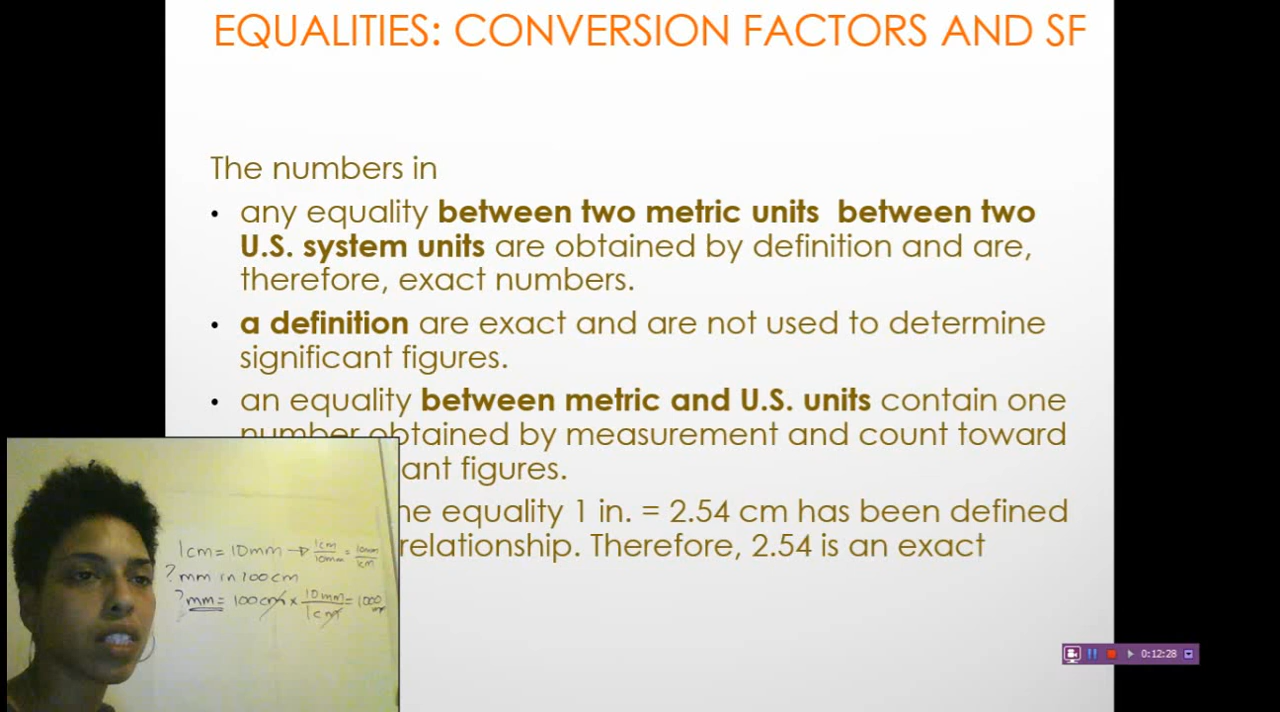 EQUALITIES: CONVERSION FACTORS AND SF
The numbers in
• any equality between two metric units between two
U.S. system units are obtained by definition and are,
therefore, exact numbers.
• a definition are exact and are not used to determine
significant figures.
• an equality between metric and U.S. units contain one
number obtained by measurement and count toward
ant figures.
he equality 1 in. = 2.54 cm has been defined
relationship. Therefore, 2.54 is an exact
1cm = 10mm → 1cm/10mm = 10mm/1cm
? mm in 100cm
? mm = 100cm x 10mm/1cm = 1000
0:12:28